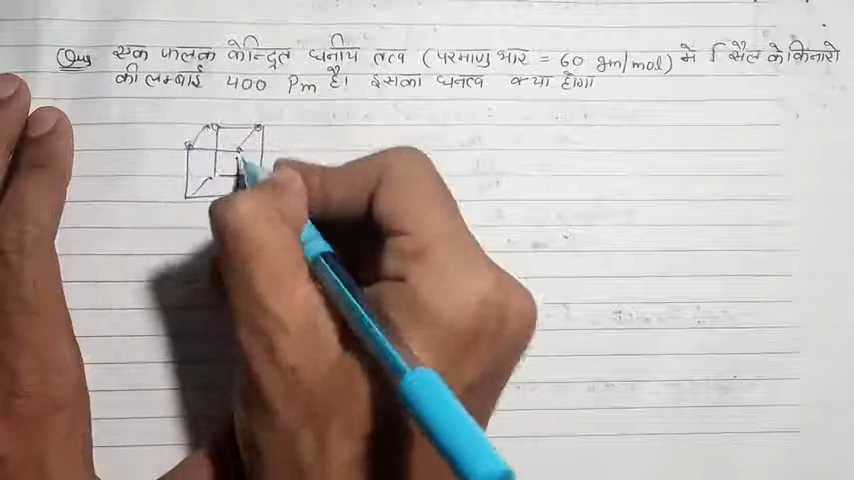 Que एक फलक केन्द्रित घनीय तत्व (परमाणु भार = 60 gm/mol) में सैल के किनारो
की लम्बाई 400 Pm है। इसका घनत्व क्या होगा